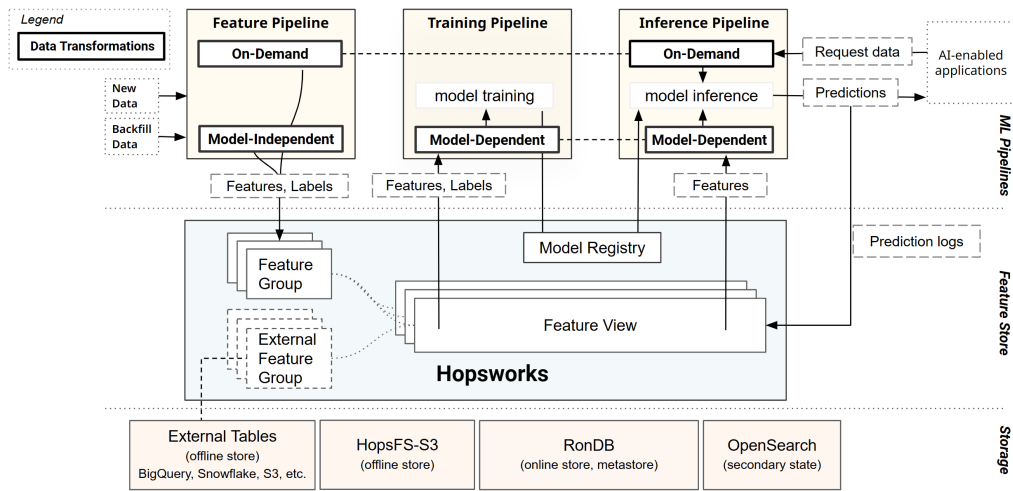 Legend
Data Transformations
Feature Pipeline
On-Demand
Model-Independent
New
Data
Backfill
Data
Training Pipeline
model training
Model-Dependent
Inference Pipeline
On-Demand
model inference
Model-Dependent
Request data
Predictions
AI-enabled
applications
ML Pipelines
Features, Labels
Features, Labels
Features
Model Registry
Prediction logs
Feature
Group
External
Feature
Group
Feature View
Hopsworks
Feature Store
External Tables
(offline store)
BigQuery, Snowflake, S3, etc.
HopsFS-S3
(offline store)
RonDB
(online store, metastore)
OpenSearch
(secondary state)
Storage